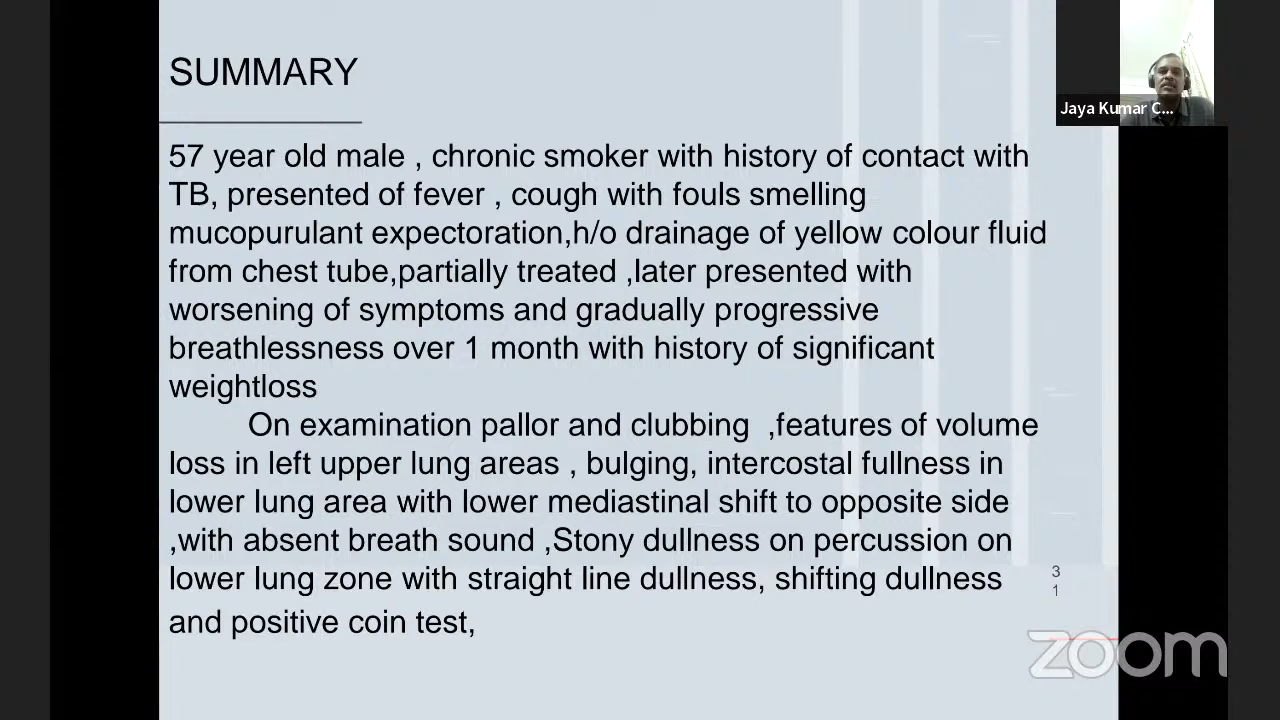 SUMMARY
Jaya Kumar C...
57 year old male , chronic smoker with history of contact with
TB, presented of fever , cough with fouls smelling
mucopurulant expectoration,h/o drainage of yellow colour fluid
from chest tube,partially treated ,later presented with
worsening of symptoms and gradually progressive
breathlessness over 1 month with history of significant
weightloss
On examination pallor and clubbing ,features of volume
loss in left upper lung areas , bulging, intercostal fullness in
lower lung area with lower mediastinal shift to opposite side
,with absent breath sound ,Stony dullness on percussion on
lower lung zone with straight line dullness, shifting dullness
and positive coin test,
3
1
zoom